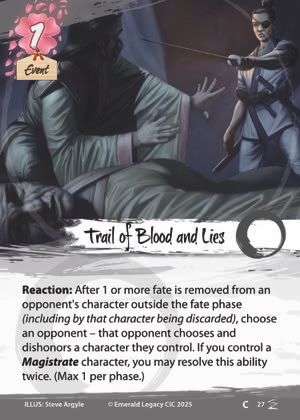 1
Event
Trail of Blood and Lies
Reaction: After 1 or more fate is removed from an
opponent's character outside the fate phase
(including by that character being discarded), choose
an opponent – that opponent chooses and
dishonors a character they control. If you control a
Magistrate character, you may resolve this ability
twice. (Max 1 per phase.)
ILLUS: Steve Argyle © Emerald Legacy CIC 2025 C 27